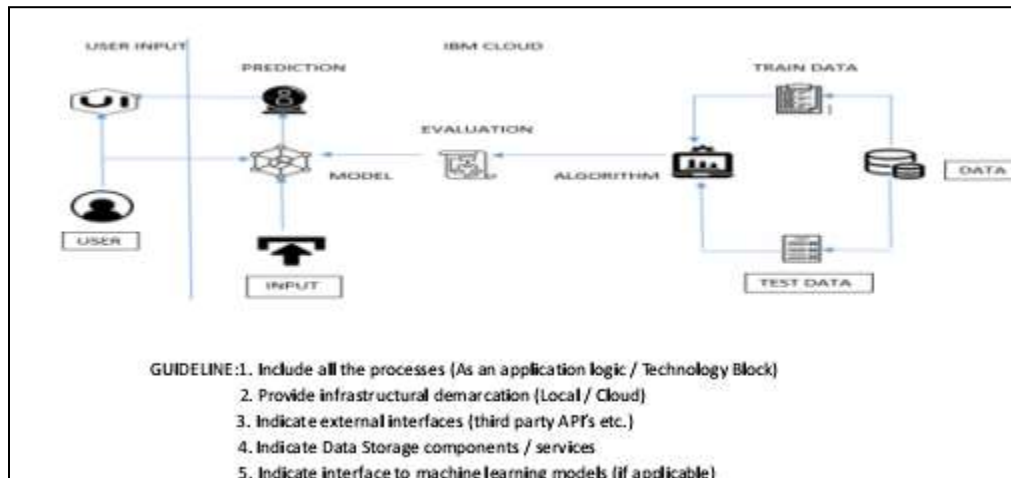 USER INPUT
IBM CLOUD
PREDICTION
TRAIN DATA
UI
EVALUATION
MODEL
ALGORITHM
DATA
USER
INPUT
TEST DATA
GUIDELINE:1. Include all the processes (As an application logic / Technology Block)
2. Provide infrastructural demarcation (Local / Cloud)
3. Indicate external interfaces (third party API's etc.)
4. Indicate Data Storage components / services
5. Indicate interface to machine learning models (if applicable)